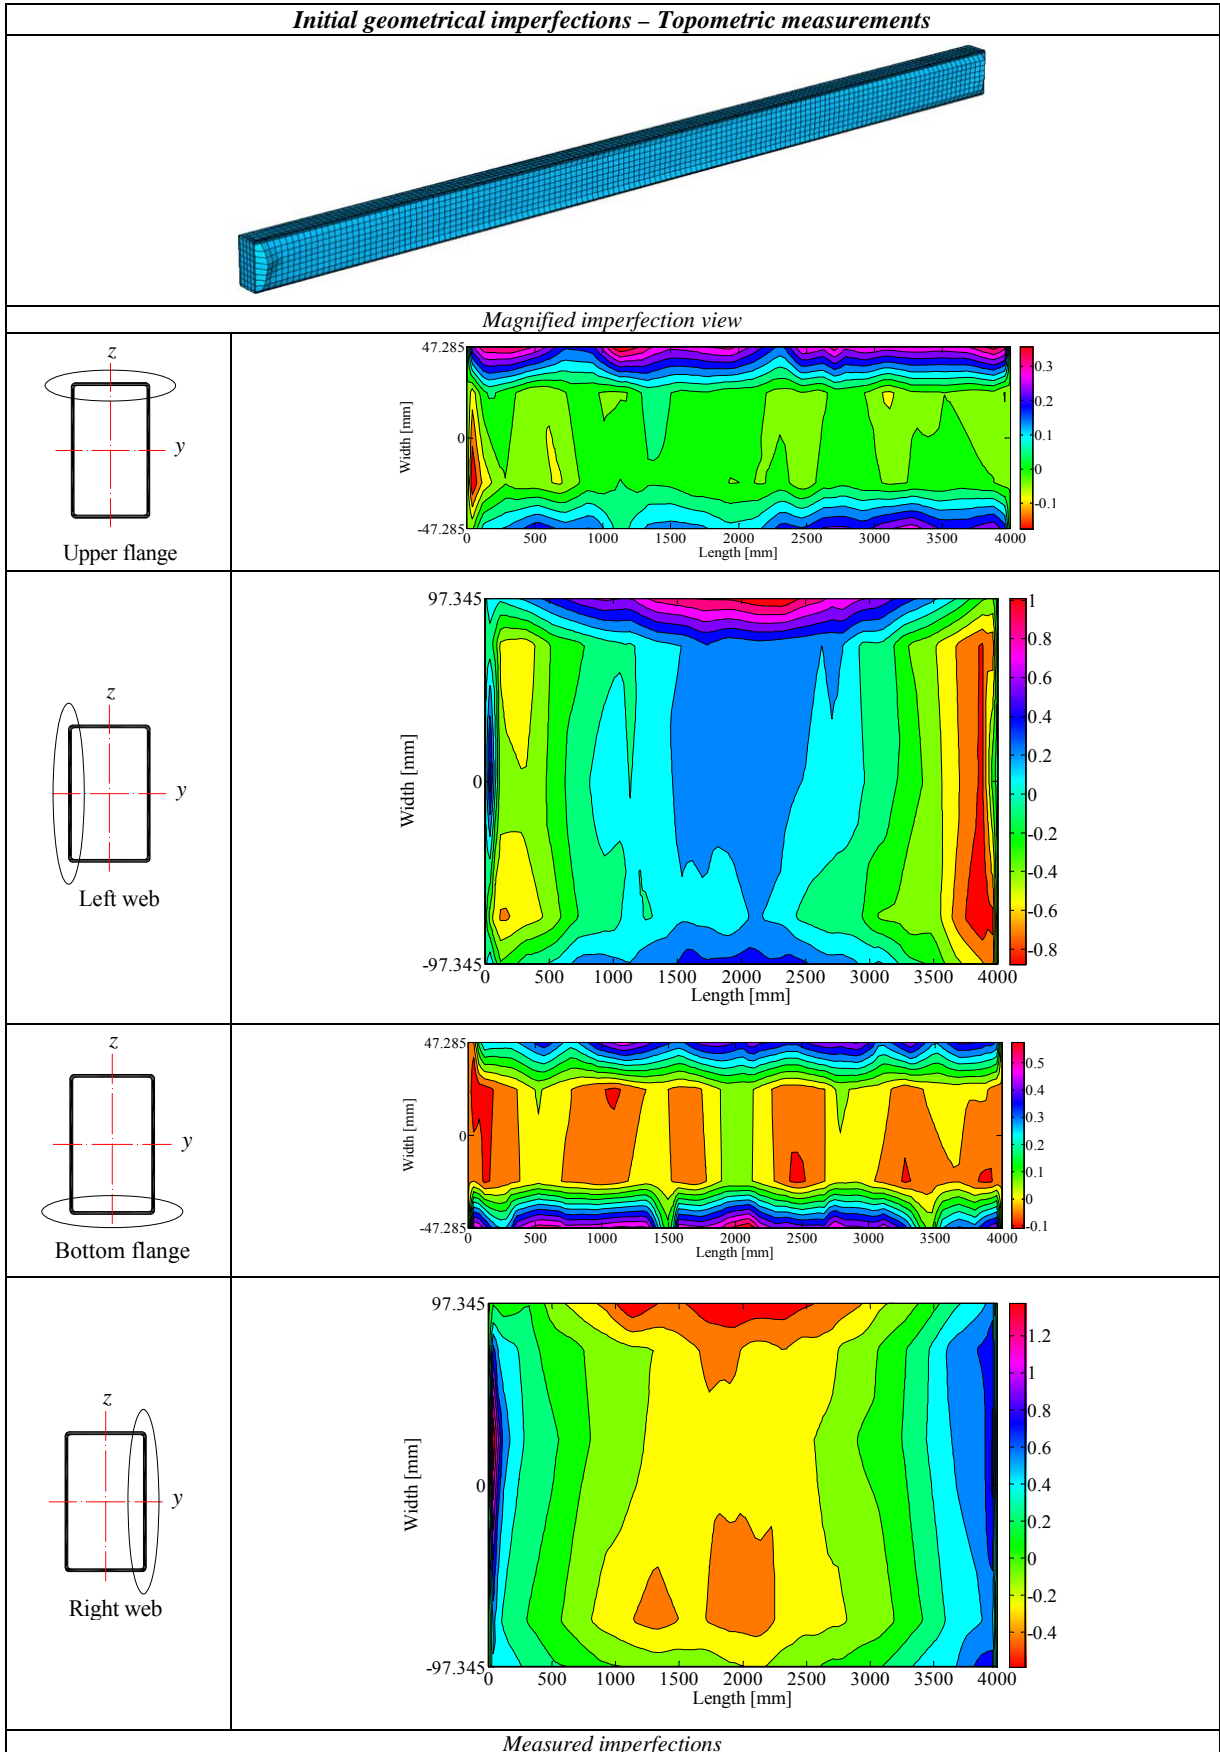 Initial geometrical imperfections – Topometric measurements
Magnified imperfection view
z
y
Upper flange
Width [mm]
47.285
0
-47.285
0 500 1000 1500 2000 2500 3000 3500 4000
Length [mm]
0.3
0.2
0.1
0
-0.1
z
y
Left web
Width [mm]
97.345
0
-97.345
0 500 1000 1500 2000 2500 3000 3500 4000
Length [mm]
1
0.8
0.6
0.4
0.2
0
-0.2
-0.4
-0.6
-0.8
z
y
Bottom flange
Width [mm]
47.285
0
-47.285
0 500 1000 1500 2000 2500 3000 3500 4000
Length [mm]
0.5
0.4
0.3
0.2
0.1
0
-0.1
z
y
Right web
Width [mm]
97.345
0
-97.345
0 500 1000 1500 2000 2500 3000 3500 4000
Length [mm]
1.2
1
0.8
0.6
0.4
0.2
0
-0.2
-0.4
Measured imperfections